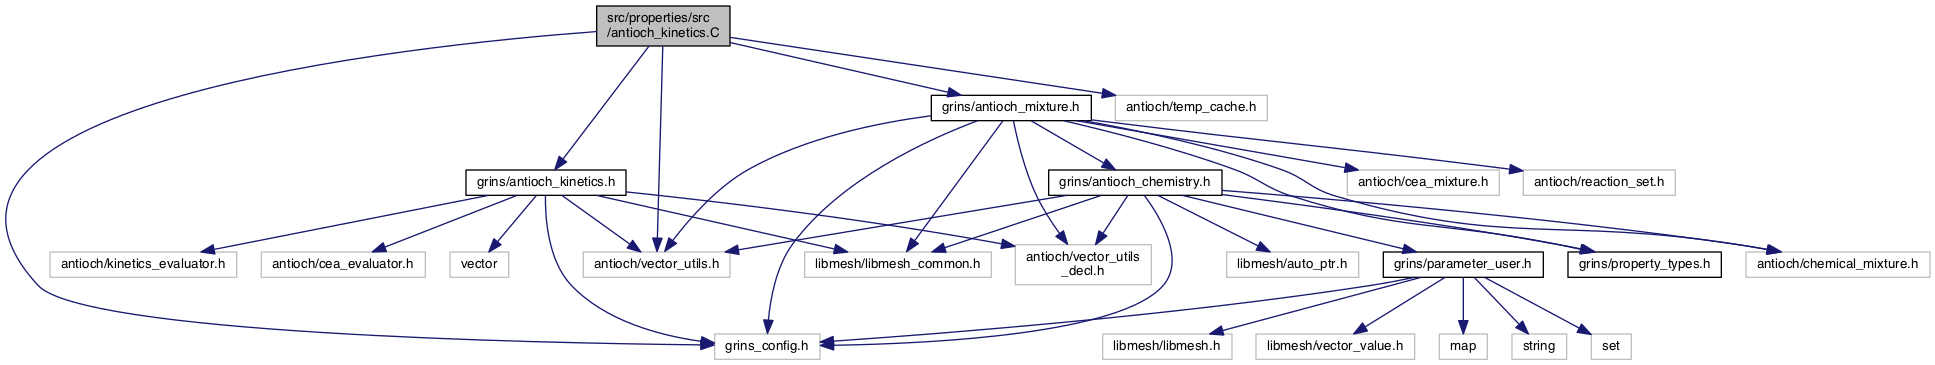 src/properties/src
/antioch_kinetics.C
grins/antioch_mixture.h
antioch/temp_cache.h
grins/antioch_kinetics.h
grins/antioch_chemistry.h
antioch/cea_mixture.h
antioch/reaction_set.h
antioch/kinetics_evaluator.h
antioch/cea_evaluator.h
vector
antioch/vector_utils.h
libmesh/libmesh_common.h
antioch/vector_utils
_decl.h
libmesh/auto_ptr.h
grins/parameter_user.h
grins/property_types.h
antioch/chemical_mixture.h
grins_config.h
libmesh/libmesh.h
libmesh/vector_value.h
map
string
set